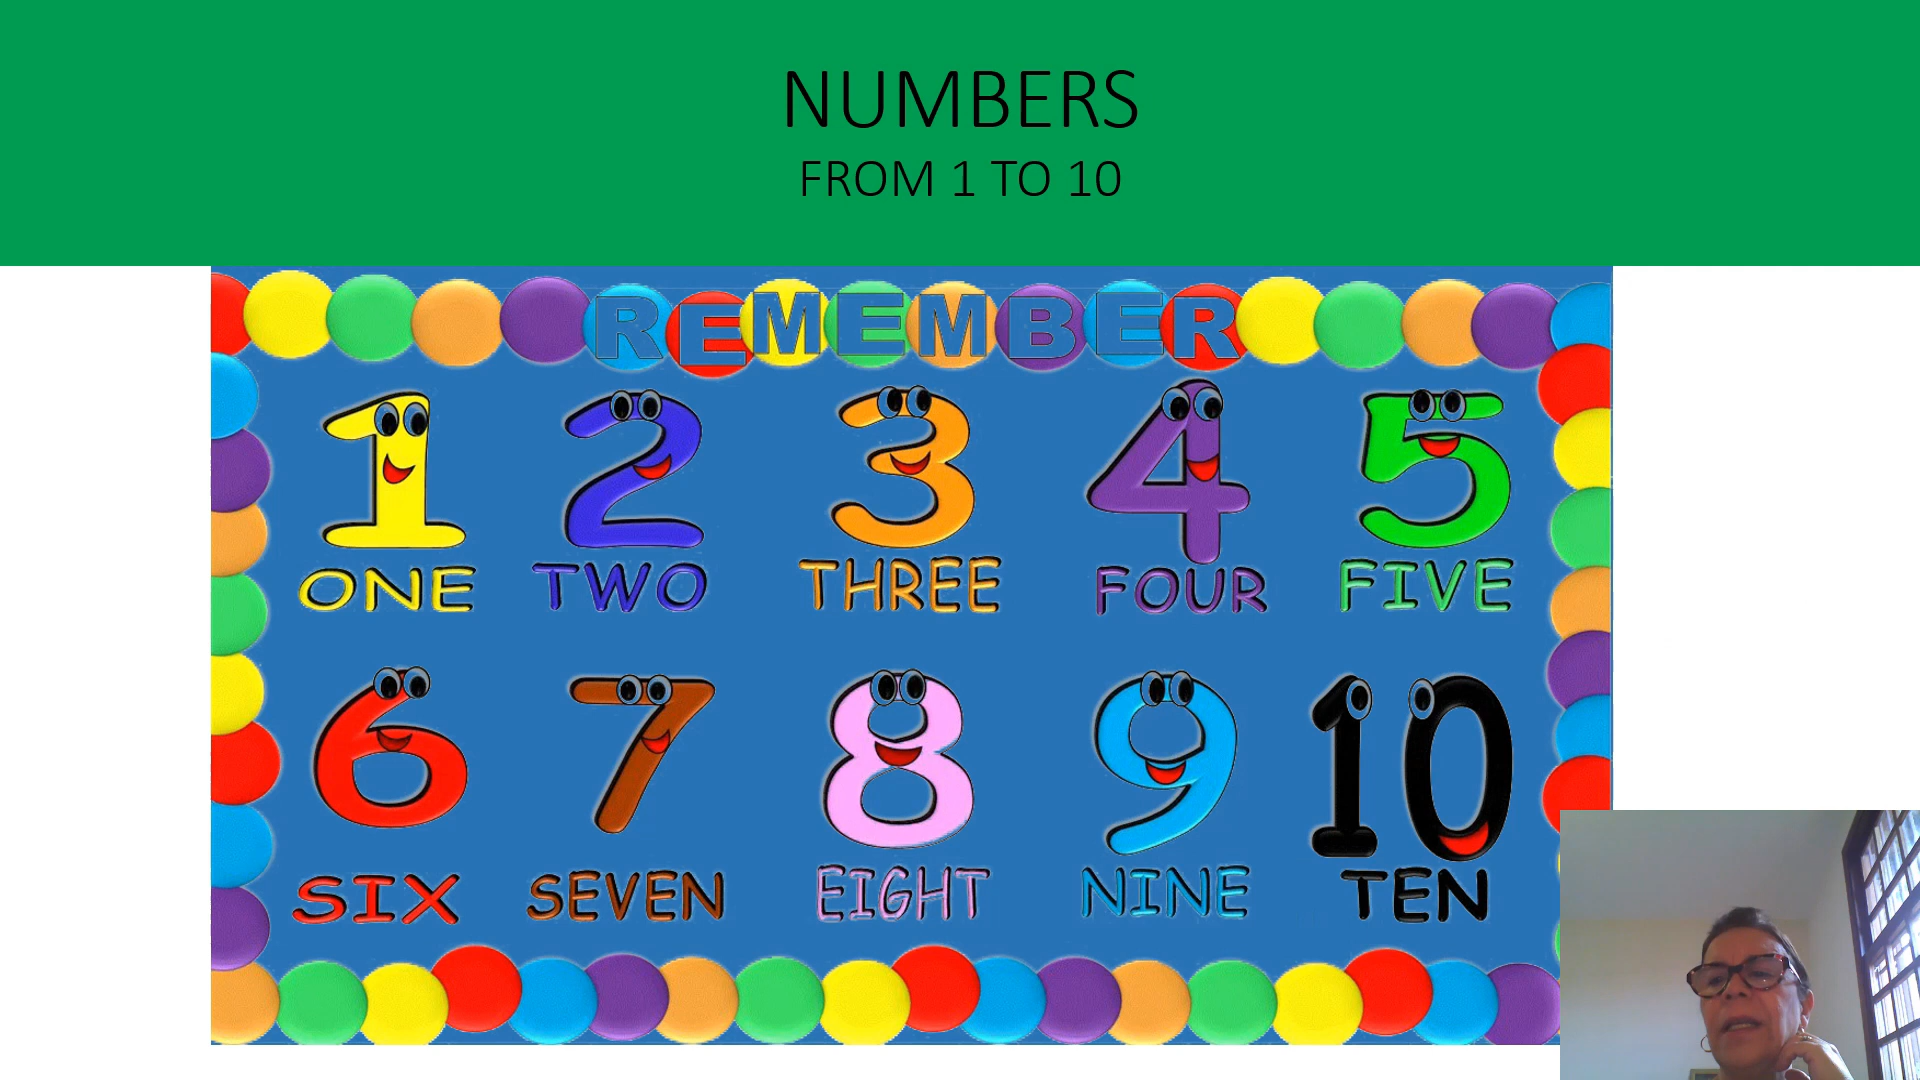 NUMBERS
FROM 1 TO 10
REMEMBER
1 2 3 4 5
ONE TWO THREE FOUR FIVE
6 7 8 9 10
SIX SEVEN EIGHT NINE TEN